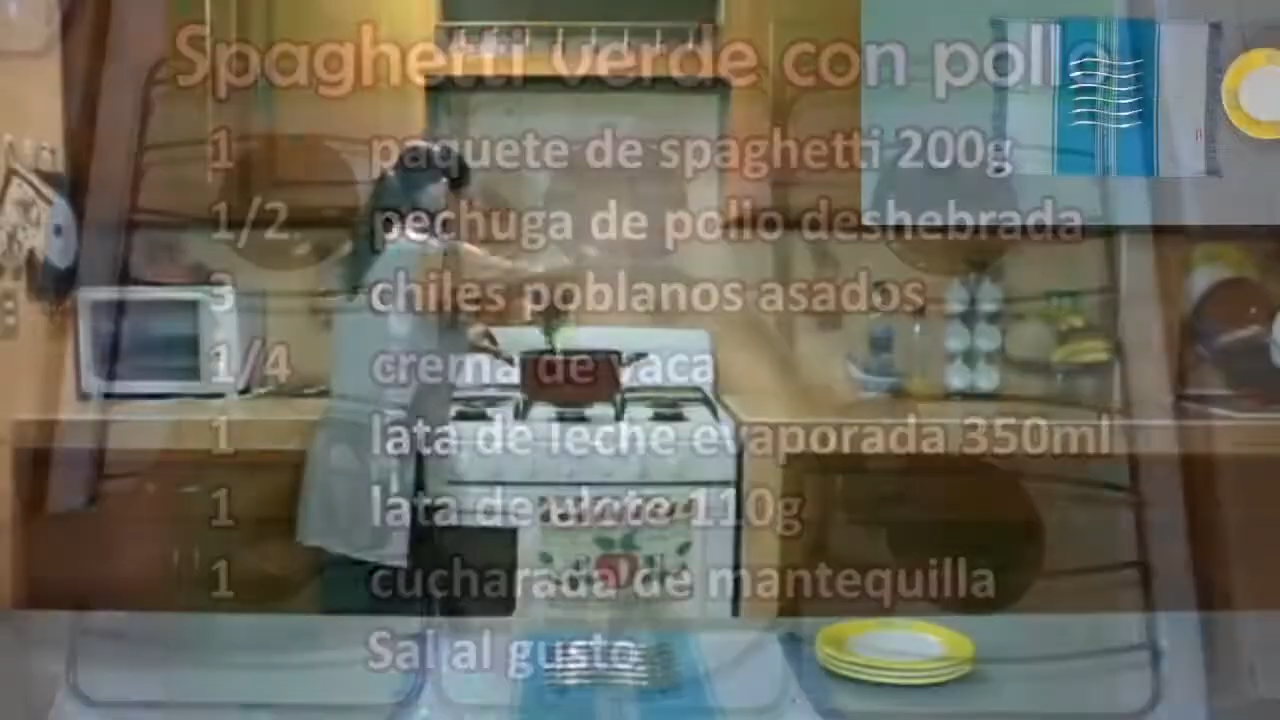 Spaghetti verde con pollo
1 paquete de spaghetti 200g
1/2 pechuga de pollo deshebrada
3 chiles poblanos asados
1/4 crema de vaca
1 lata de leche evaporada 350ml
1 lata de elote 110g
1 cucharada de mantequilla
Sal al gusto